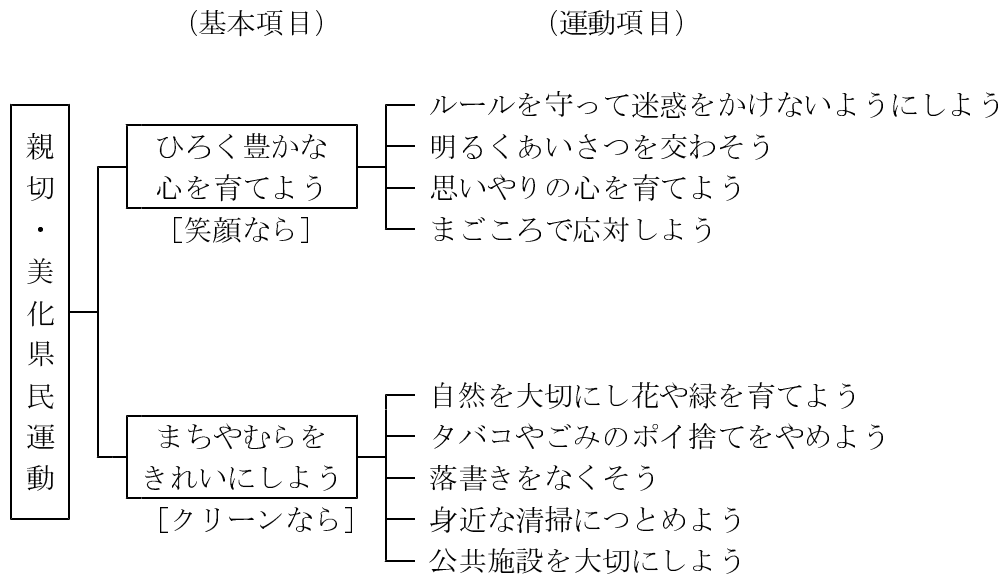 （基本項目）
（運動項目）
親切・美化県民運動
ひろく豊かな
心を育てよう
［笑顔なら］
ルールを守って迷惑をかけないようにしよう
明るくあいさつを交わそう
思いやりの心を育てよう
まごころで応対しよう
まちやむらを
きれいにしよう
［クリーンなら］
自然を大切にし花や緑を育てよう
タバコやごみのポイ捨てをやめよう
落書きをなくそう
身近な清掃につとめよう
公共施設を大切にしよう